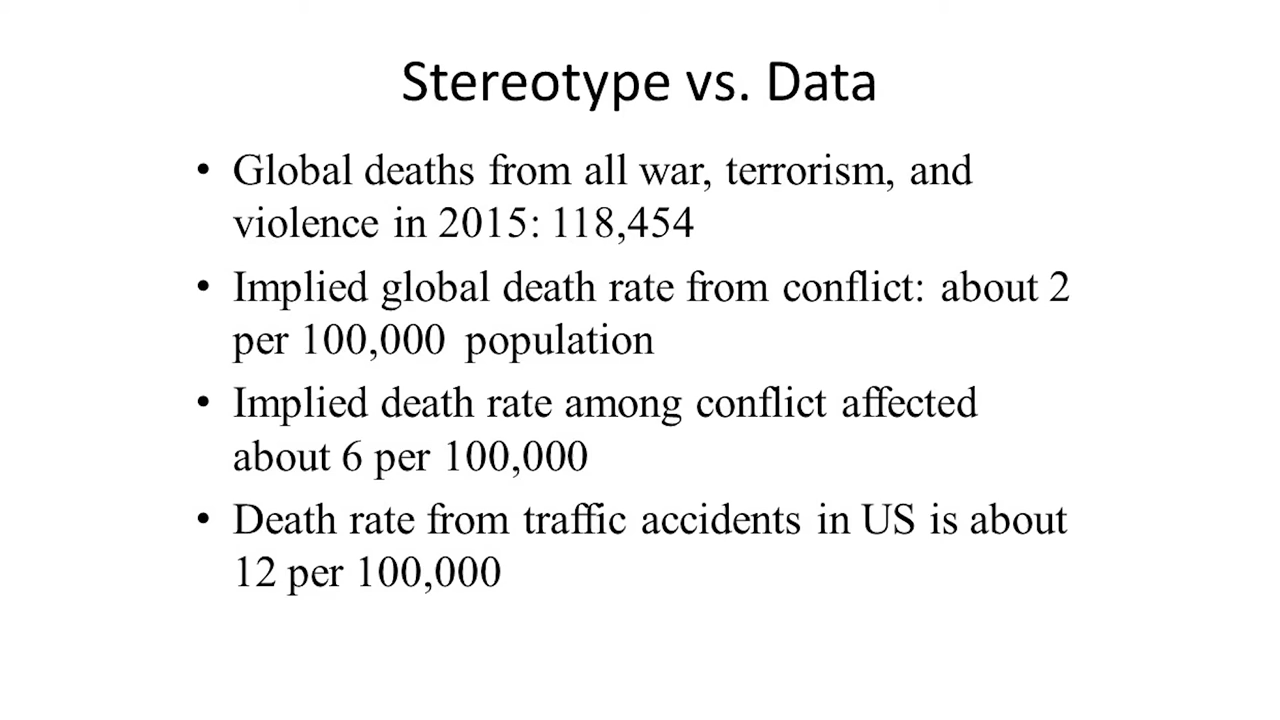 Stereotype vs. Data
• Global deaths from all war, terrorism, and
violence in 2015: 118,454
• Implied global death rate from conflict: about 2
per 100,000 population
• Implied death rate among conflict affected
about 6 per 100,000
• Death rate from traffic accidents in US is about
12 per 100,000